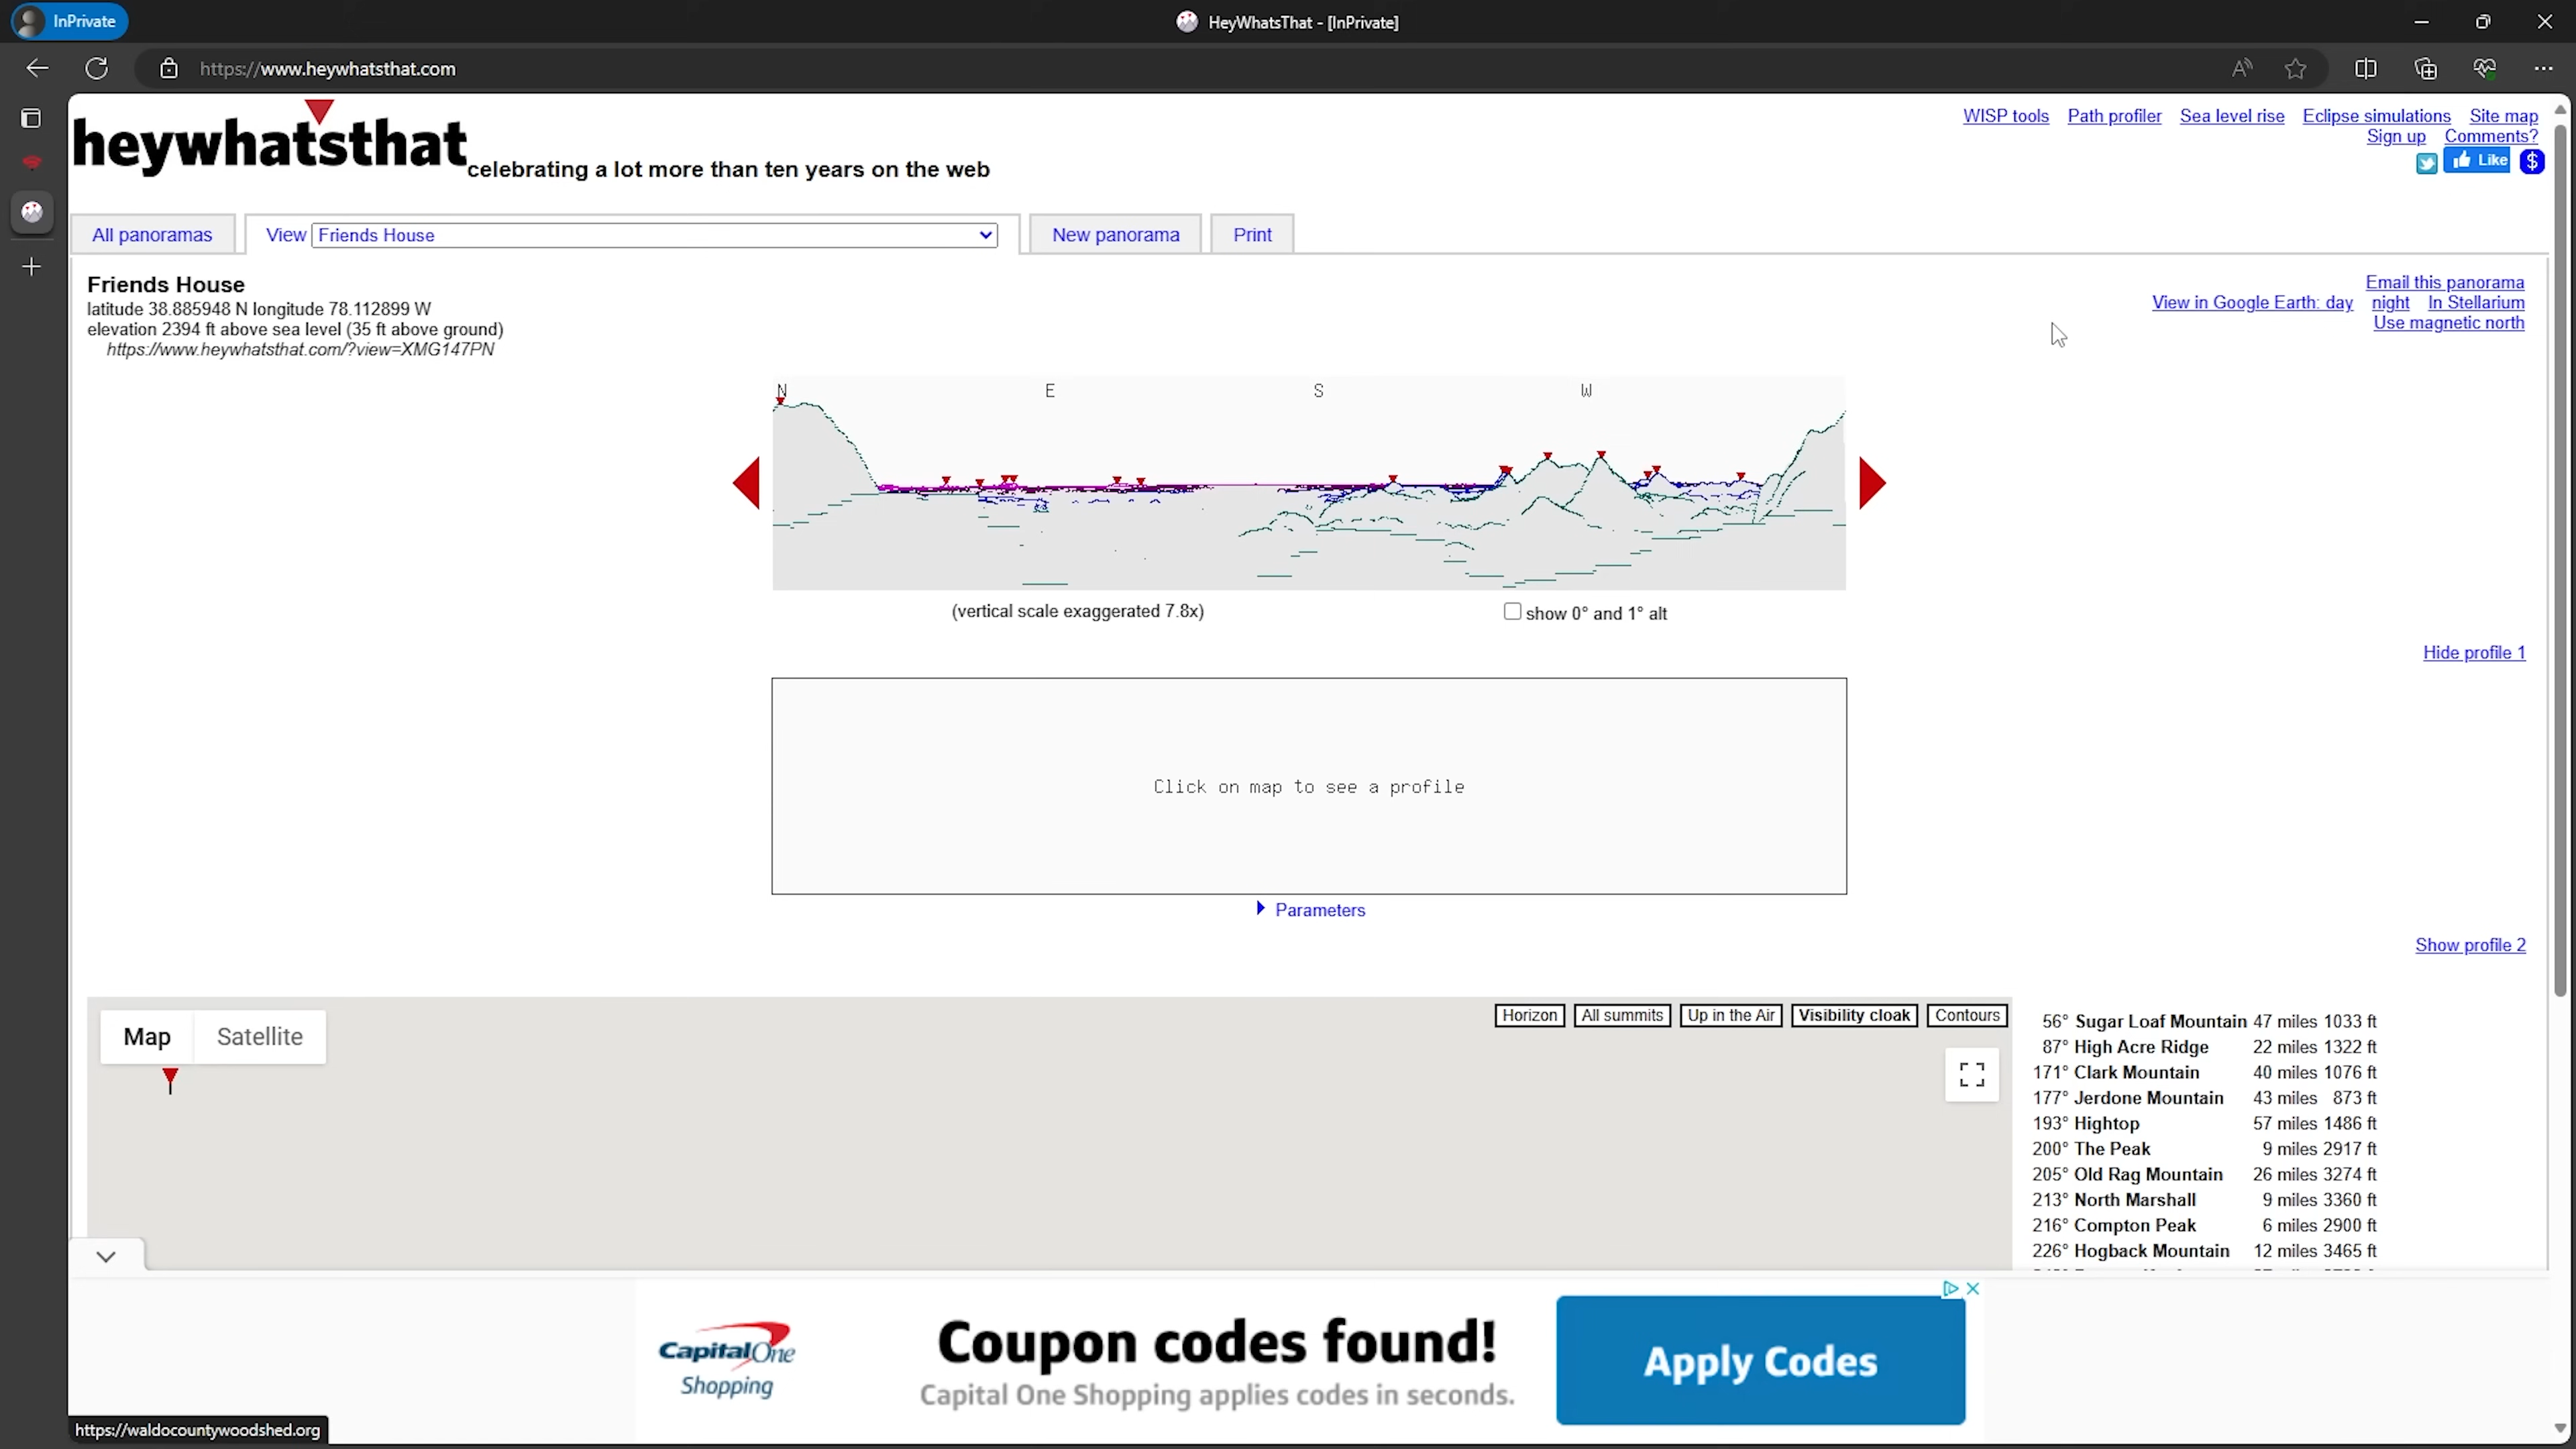 InPrivate
HeyWhatsThat - [InPrivate]
https://www.heywhatsthat.com
heywhatsthat celebrating a lot more than ten years on the web
WISP tools Path profiler Sea level rise Eclipse simulations Site map
Sign up Comments?
Like $
All panoramas View Friends House New panorama Print
Friends House
latitude 38.885948 N longitude 78.112899 W
elevation 2394 ft above sea level (35 ft above ground)
https://www.heywhatsthat.com/?view=XMG147PN
Email this panorama
View in Google Earth: day night In Stellarium
Use magnetic north
N E S W
(vertical scale exaggerated 7.8x) show 0° and 1° alt
Hide profile 1
Click on map to see a profile
Parameters
Show profile 2
Map Satellite
Horizon All summits Up in the Air Visibility cloak Contours
56° Sugar Loaf Mountain 47 miles 1033 ft
87° High Acre Ridge 22 miles 1322 ft
171° Clark Mountain 40 miles 1076 ft
177° Jerdone Mountain 43 miles 873 ft
193° Hightop 57 miles 1486 ft
200° The Peak 9 miles 2917 ft
205° Old Rag Mountain 26 miles 3274 ft
213° North Marshall 9 miles 3360 ft
216° Compton Peak 6 miles 2900 ft
226° Hogback Mountain 12 miles 3465 ft
CapitalOne
Shopping
Coupon codes found!
Capital One Shopping applies codes in seconds.
Apply Codes
https://waldocountywoodshed.org